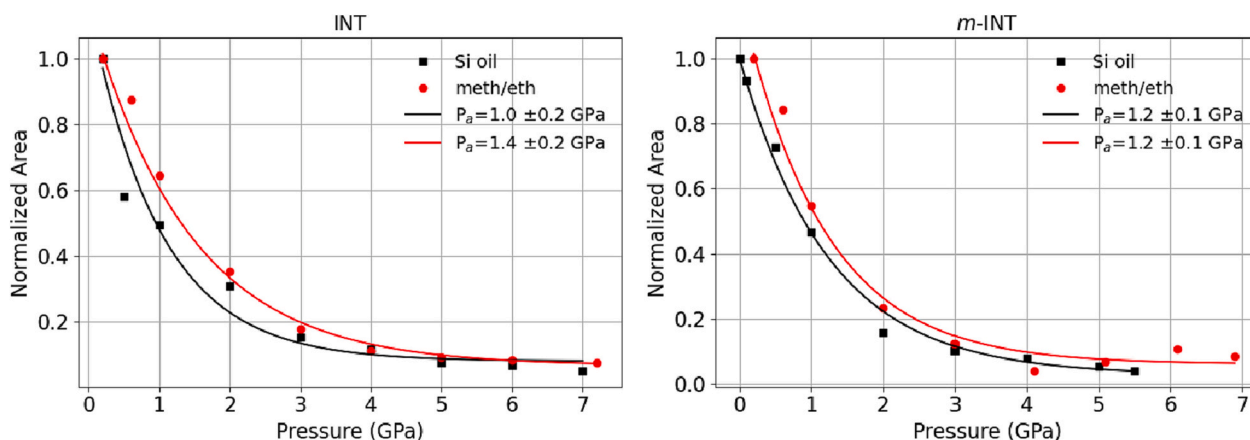 INT
1.0
0.8
0.6
0.4
0.2
Normalized Area
Si oil
meth/eth
Pa=1.0 ±0.2 GPa
Pa=1.4 ±0.2 GPa
0 1 2 3 4 5 6 7
Pressure (GPa)
m-INT
1.0
0.8
0.6
0.4
0.2
0.0
Normalized Area
Si oil
meth/eth
Pa=1.2 ±0.1 GPa
Pa=1.2 ±0.1 GPa
0 1 2 3 4 5 6 7
Pressure (GPa)